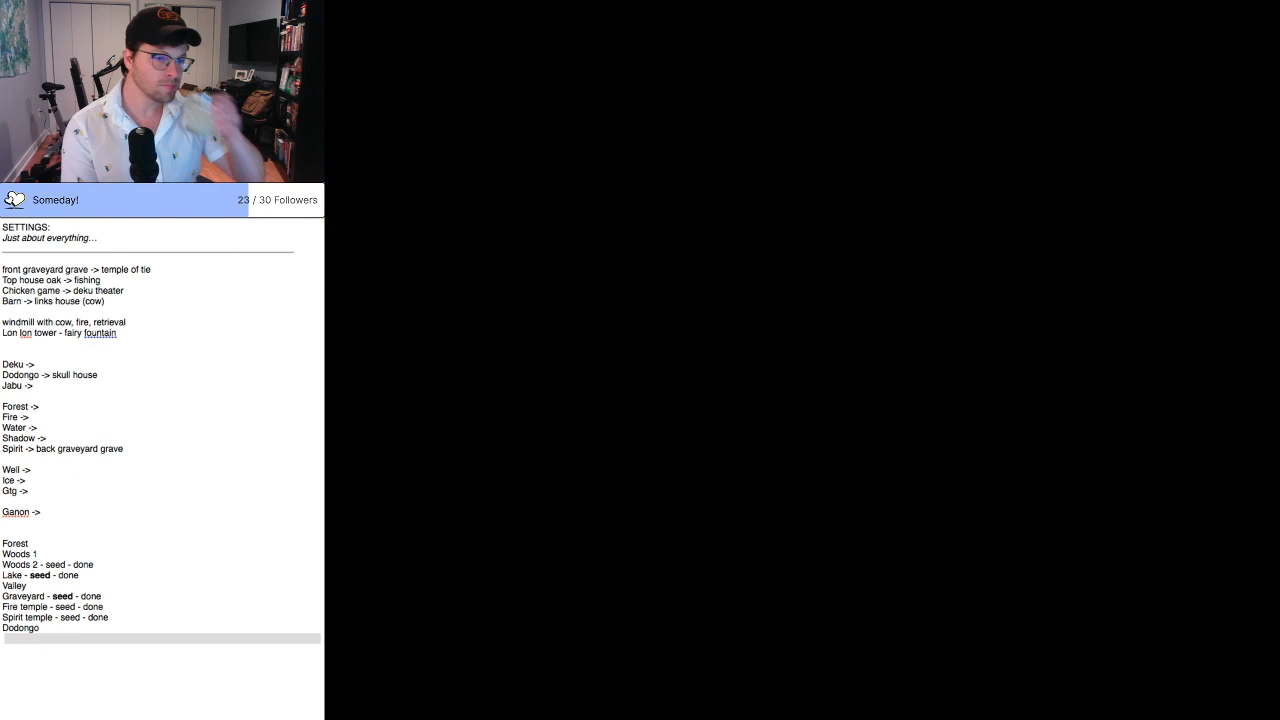 Someday!
23 / 30 Followers
SETTINGS:
Just about everything...
front graveyard grave -> temple of tie
Top house oak -> fishing
Chicken game -> deku theater
Barn -> links house (cow)
windmill with cow, fire, retrieval
Lon lon tower - fairy fountain
Deku ->
Dodongo -> skull house
Jabu ->
Forest ->
Fire ->
Water ->
Shadow ->
Spirit -> back graveyard grave
Well ->
Ice ->
Gtg ->
Ganon ->
Forest
Woods 1
Woods 2 - seed - done
Lake - seed - done
Valley
Graveyard - seed - done
Fire temple - seed - done
Spirit temple - seed - done
Dodongo